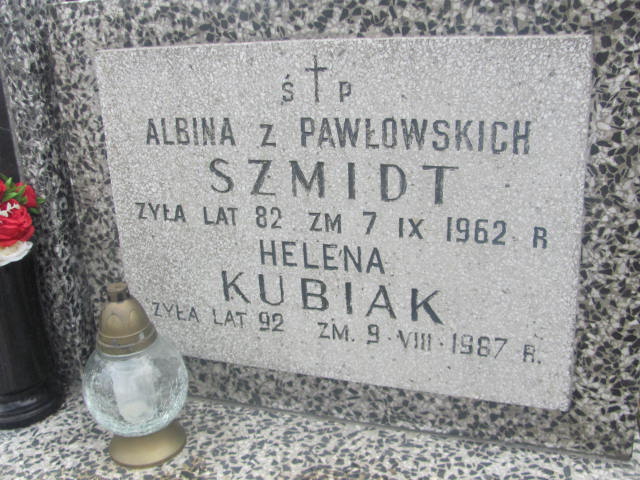 Ś P
ALBINA Z PAWŁOWSKICH
SZMIDT
ŻYŁA LAT 82 ZM 7 IX 1962 R
HELENA
KUBIAK
ŻYŁA LAT 92 ZM. 9 · VIII · 1987 R.